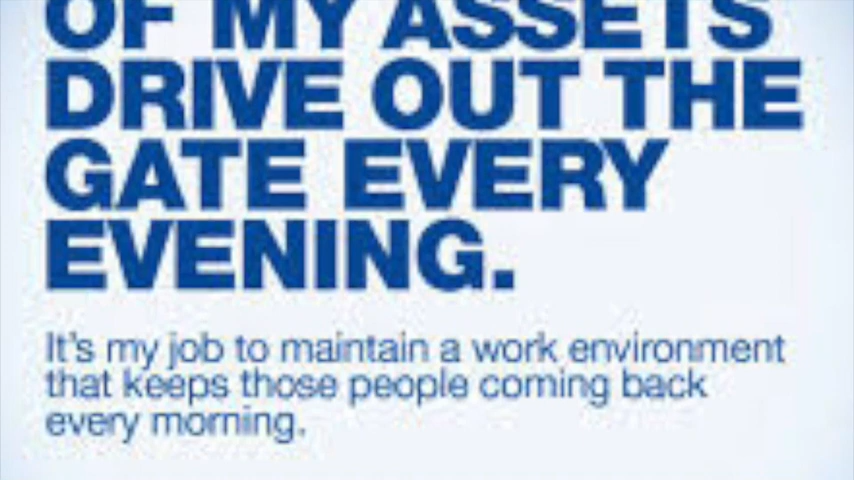 OF MY ASSETS
DRIVE OUT THE
GATE EVERY
EVENING.
It's my job to maintain a work environment
that keeps those people coming back
every morning.